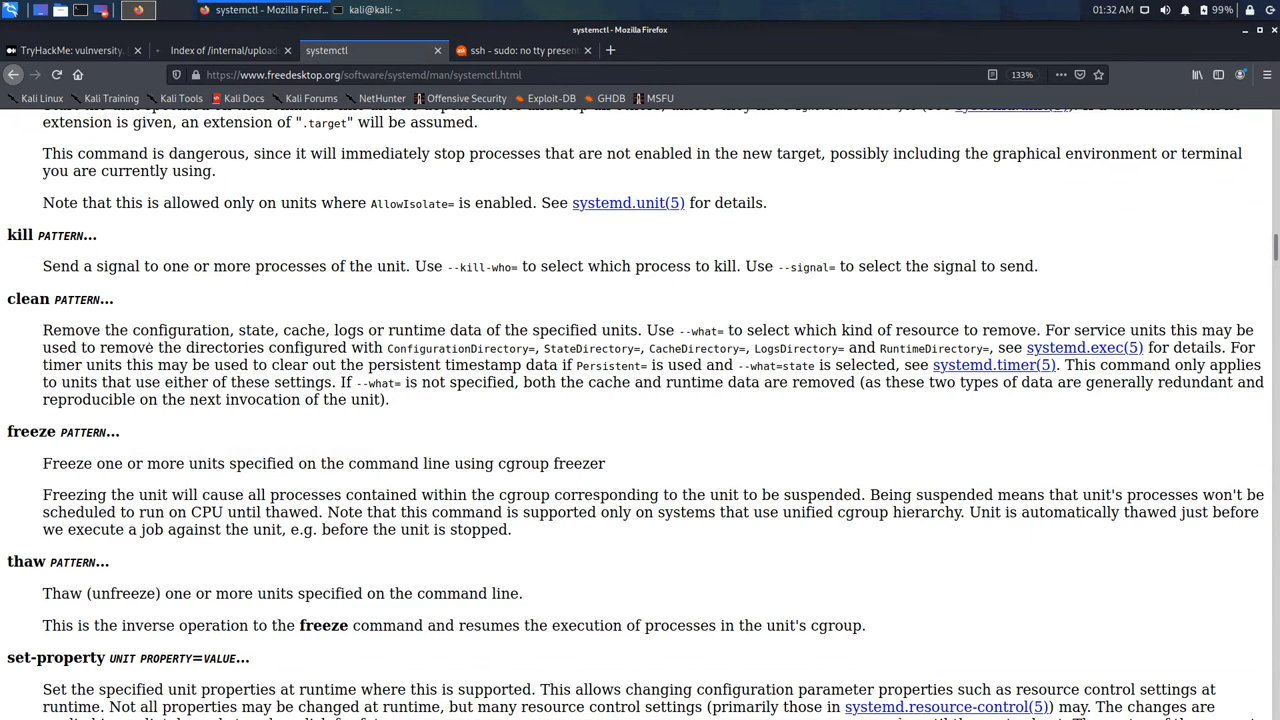 systemctl - Mozilla Firef... kali@kali: ~ 01:32 AM 99%
systemctl - Mozilla Firefox
TryHackMe: vulnversity. Index of /internal/upload systemctl ssh - sudo: no tty present
https://www.freedesktop.org/software/systemd/man/systemctl.html 133%
Kali Linux Kali Training Kali Tools Kali Docs Kali Forums NetHunter Offensive Security Exploit-DB GHDB MSFU
extension is given, an extension of ".target" will be assumed.
This command is dangerous, since it will immediately stop processes that are not enabled in the new target, possibly including the graphical environment or terminal
you are currently using.
Note that this is allowed only on units where AllowIsolate= is enabled. See systemd.unit(5) for details.
kill PATTERN...
Send a signal to one or more processes of the unit. Use --kill-who= to select which process to kill. Use --signal= to select the signal to send.
clean PATTERN...
Remove the configuration, state, cache, logs or runtime data of the specified units. Use --what= to select which kind of resource to remove. For service units this may be
used to remove the directories configured with ConfigurationDirectory=, StateDirectory=, CacheDirectory=, LogsDirectory= and RuntimeDirectory=, see systemd.exec(5) for details. For
timer units this may be used to clear out the persistent timestamp data if Persistent= is used and --what=state is selected, see systemd.timer(5). This command only applies
to units that use either of these settings. If --what= is not specified, both the cache and runtime data are removed (as these two types of data are generally redundant and
reproducible on the next invocation of the unit).
freeze PATTERN...
Freeze one or more units specified on the command line using cgroup freezer
Freezing the unit will cause all processes contained within the cgroup corresponding to the unit to be suspended. Being suspended means that unit's processes won't be
scheduled to run on CPU until thawed. Note that this command is supported only on systems that use unified cgroup hierarchy. Unit is automatically thawed just before
we execute a job against the unit, e.g. before the unit is stopped.
thaw PATTERN...
Thaw (unfreeze) one or more units specified on the command line.
This is the inverse operation to the freeze command and resumes the execution of processes in the unit's cgroup.
set-property UNIT PROPERTY=VALUE...
Set the specified unit properties at runtime where this is supported. This allows changing configuration parameter properties such as resource control settings at
runtime. Not all properties may be changed at runtime, but many resource control settings (primarily those in systemd.resource-control(5)) may. The changes are